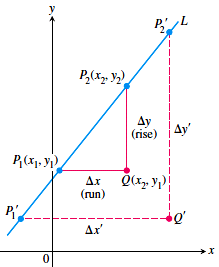 y
P₂′
L
P₂(x₂, y₂)
Δy
(rise)
Δy′
P₁(x₁, y₁)
Δx
(run)
Q(x₂, y₁)
P₁′
Q′
Δx′
0
x